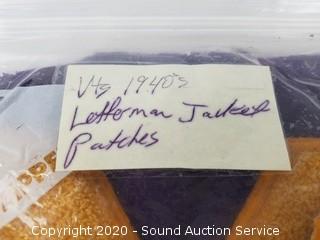 Vtg 1940's
Letterman Jacket
Patches
Copyright 2020 - Sound Auction Service